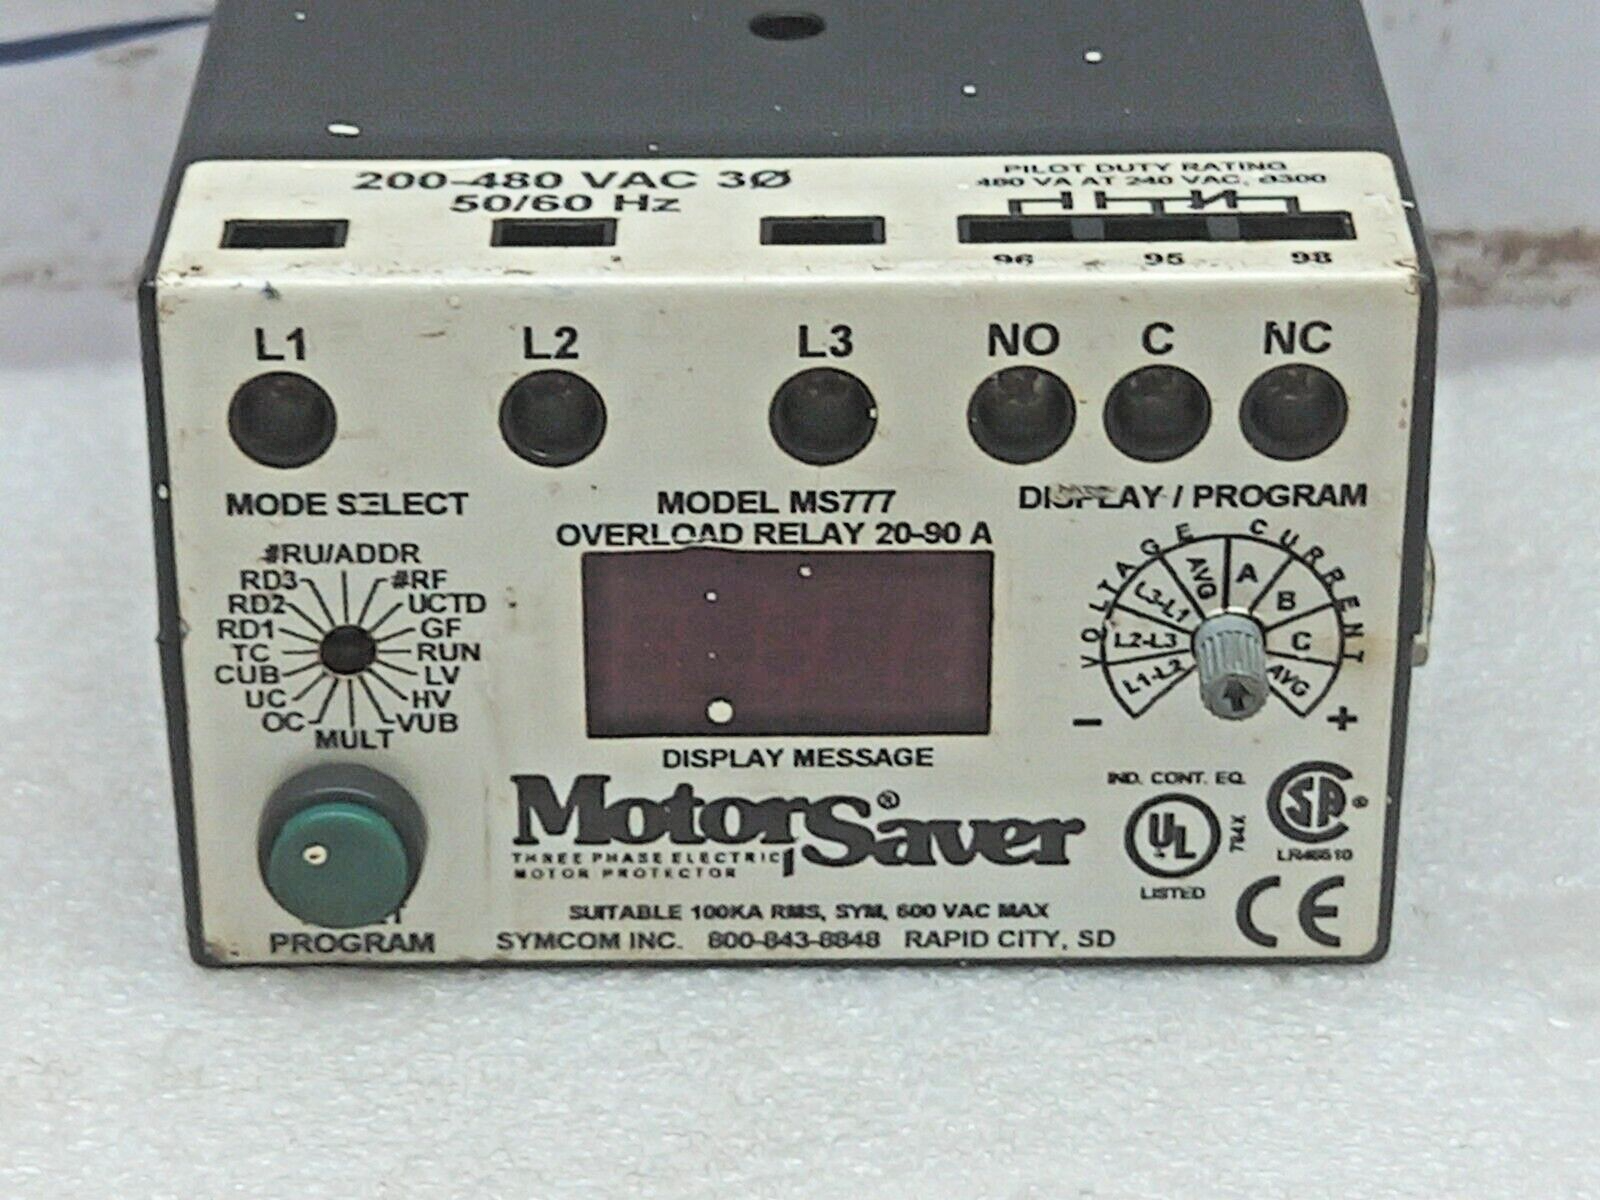 200-480 VAC 3Ø
50/60 Hz
PILOT DUTY RATING
480 VA AT 240 VAC, B300
96 95 98
L1 L2 L3 NO C NC
MODE SELECT
#RU/ADDR
RD3 #RF
RD2 UCTD
RD1 GF
TC RUN
CUB LV
UC HV
OC VUB
MULT
PROGRAM
MODEL MS777
OVERLOAD RELAY 20-90 A
DISPLAY MESSAGE
MotorSaver®
THREE PHASE ELECTRIC
MOTOR PROTECTOR
SUITABLE 100KA RMS, SYM, 600 VAC MAX
SYMCOM INC. 800-843-8848 RAPID CITY, SD
DISPLAY / PROGRAM
VOLTAGE CURRENT
L1-L2 L2-L3 L3-L1 AVG A B C AVG
- +
IND. CONT. EQ.
UL
784X
LISTED
SA ®
LR46510
CE